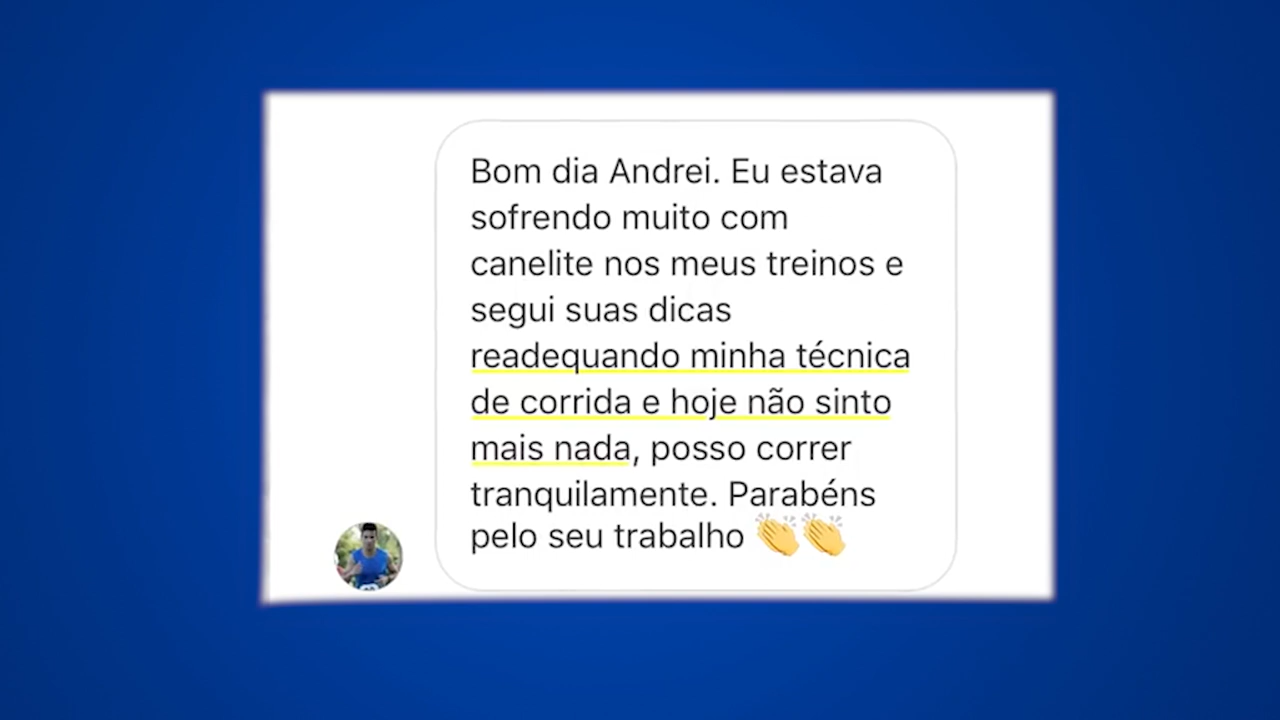 Bom dia Andrei. Eu estava
sofrendo muito com
canelite nos meus treinos e
segui suas dicas
readequando minha técnica
de corrida e hoje não sinto
mais nada, posso correr
tranquilamente. Parabéns
pelo seu trabalho 👏👏